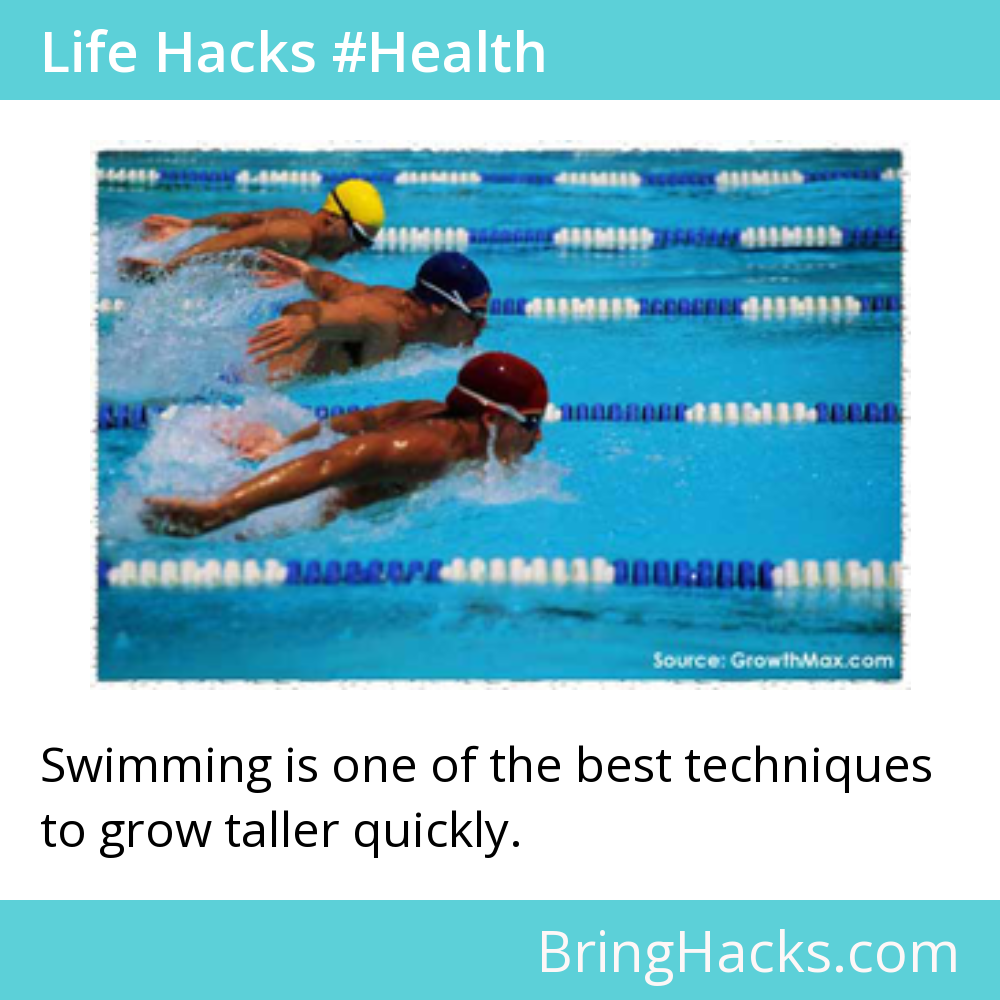 Life Hacks #Health
Source: GrowthMax.com
Swimming is one of the best techniques
to grow taller quickly.
BringHacks.com